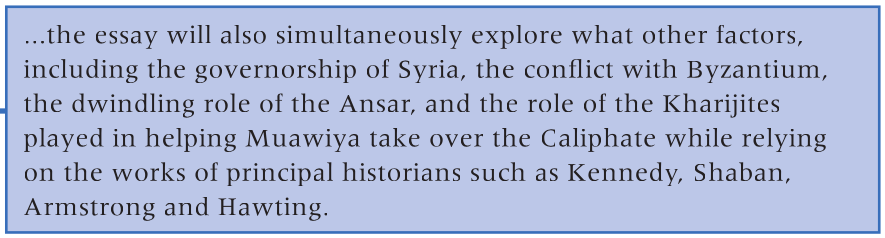 ...the essay will also simultaneously explore what other factors,
including the governorship of Syria, the conflict with Byzantium,
the dwindling role of the Ansar, and the role of the Kharijites
played in helping Muawiya take over the Caliphate while relying
on the works of principal historians such as Kennedy, Shaban,
Armstrong and Hawting.